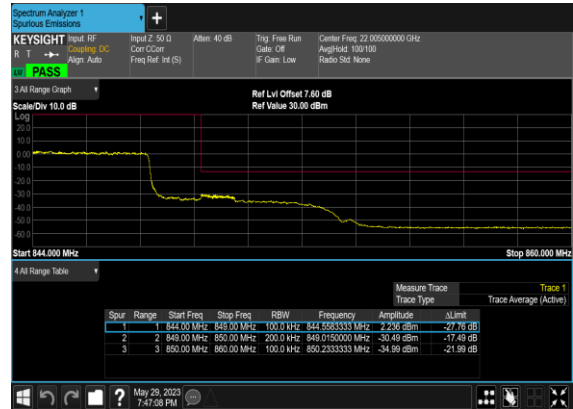 Spectrum Analyzer 1
Spurious Emissions
+
KEYSIGHT Input: RF Input Z: 50 Ω Atten: 40 dB Trig: Free Run Center Freq: 22.005000000 GHz
R T Coupling: DC Corr CCorr Gate: Off Avg|Hold: 100/100
Align: Auto Freq Ref: Int (S) IF Gain: Low Radio Std: None
LW PASS
3 All Range Graph
Ref Lvl Offset 7.60 dB
Scale/Div 10.0 dB Ref Value 30.00 dBm
Log
20.0
10.0
0.00
-10.0
-20.0
-30.0
-40.0
-50.0
-60.0
Start 844.000 MHz Stop 860.000 MHz
4 All Range Table
Measure Trace Trace 1
Trace Type Trace Average (Active)
Spur Range Start Freq Stop Freq RBW Frequency Amplitude ΔLimit
1 1 844.00 MHz 849.00 MHz 100.0 kHz 844.5583333 MHz 2.236 dBm -27.76 dB
2 2 849.00 MHz 850.00 MHz 200.0 kHz 849.0150000 MHz -30.49 dBm -17.49 dB
3 3 850.00 MHz 860.00 MHz 100.0 kHz 850.2333333 MHz -34.99 dBm -21.99 dB
? May 29, 2023
7:47:08 PM